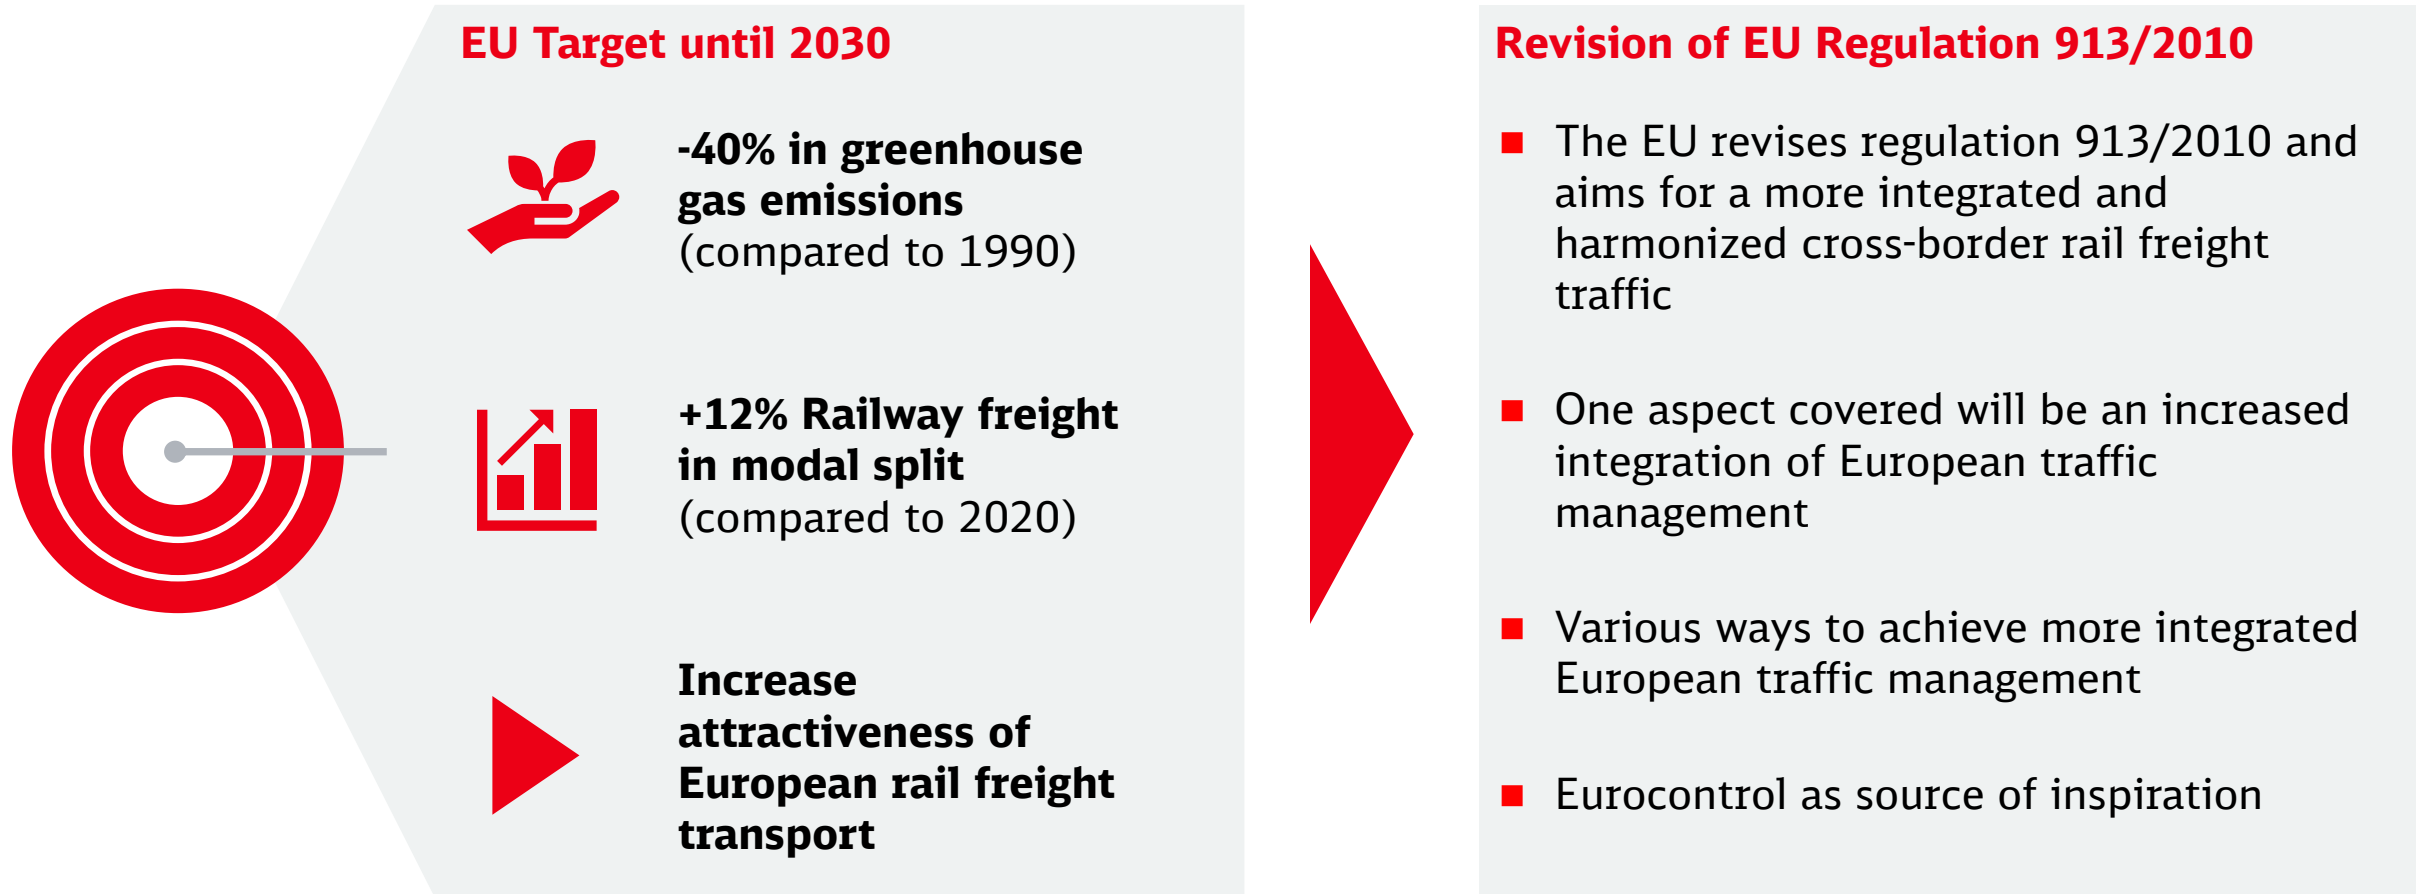 EU Target until 2030
-40% in greenhouse
gas emissions
(compared to 1990)
+12% Railway freight
in modal split
(compared to 2020)
Increase
attractiveness of
European rail freight
transport
Revision of EU Regulation 913/2010
The EU revises regulation 913/2010 and
aims for a more integrated and
harmonized cross-border rail freight
traffic
One aspect covered will be an increased
integration of European traffic
management
Various ways to achieve more integrated
European traffic management
Eurocontrol as source of inspiration